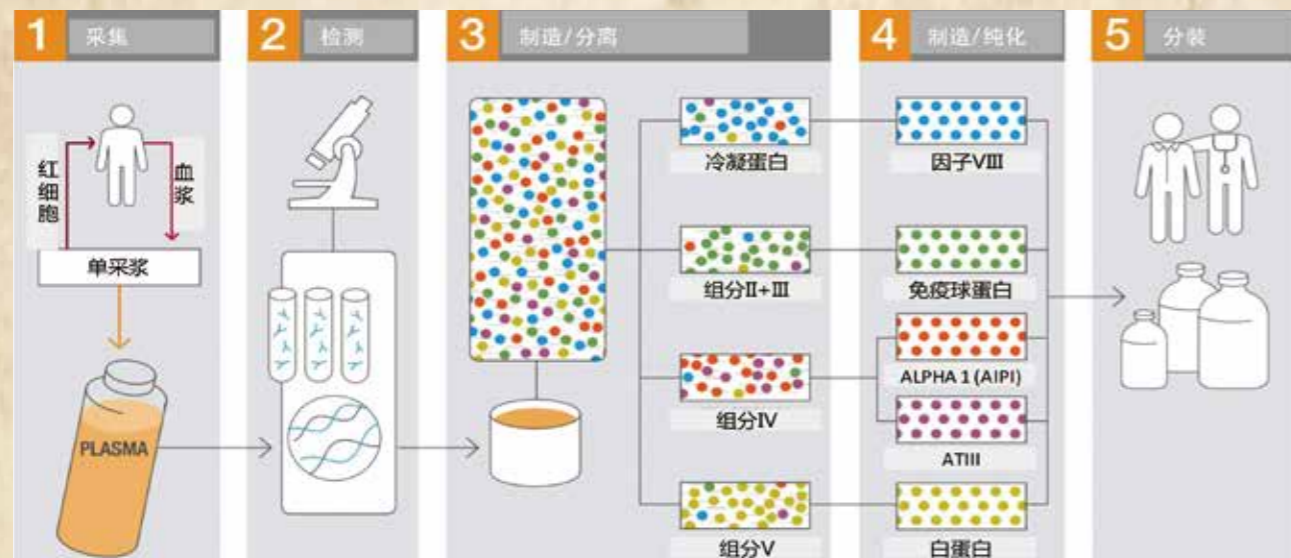 1 采集
2 检测
3 制造/分离
4 制造/纯化
5 分装
红细胞
血浆
单采浆
PLASMA
冷凝蛋白
组分II+III
组分IV
组分V
因子VIII
免疫球蛋白
ALPHA 1 (AIPI)
ATIII
白蛋白